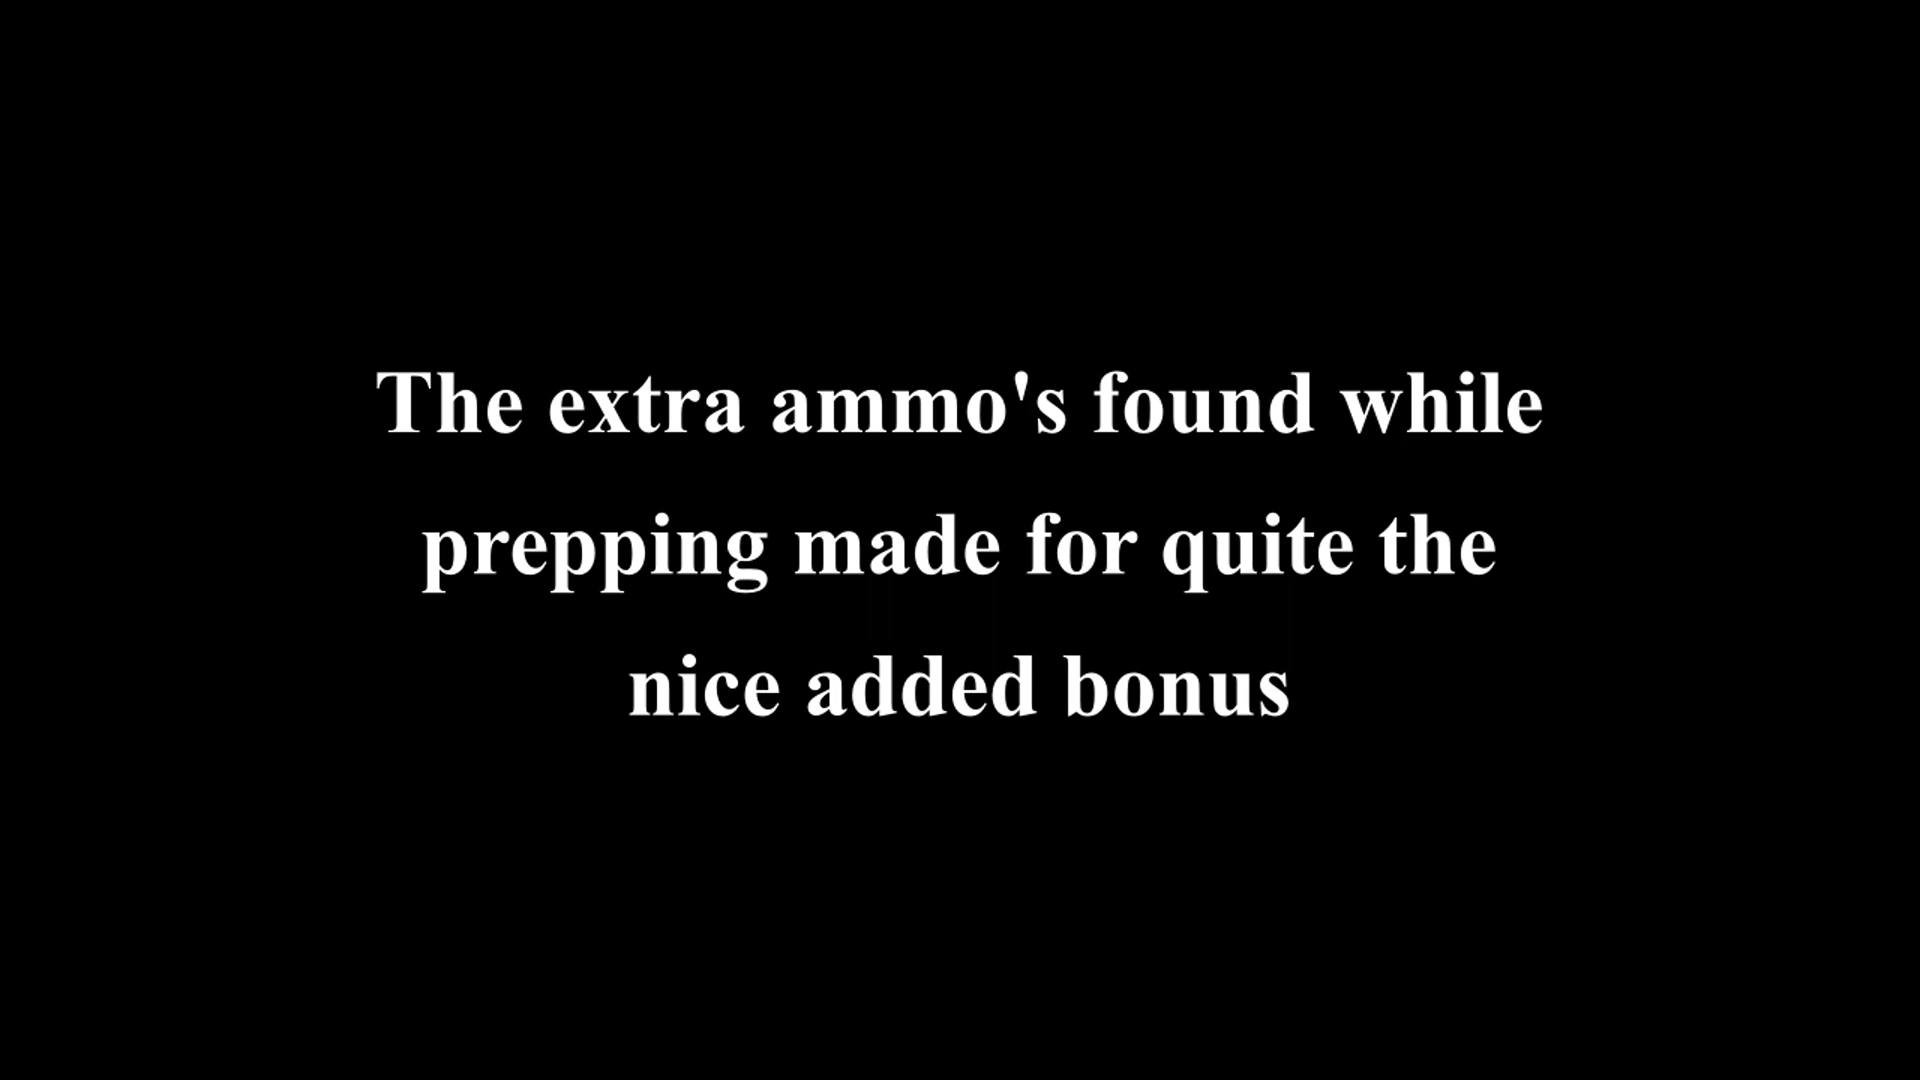 The extra ammo's found while
prepping made for quite the
nice added bonus